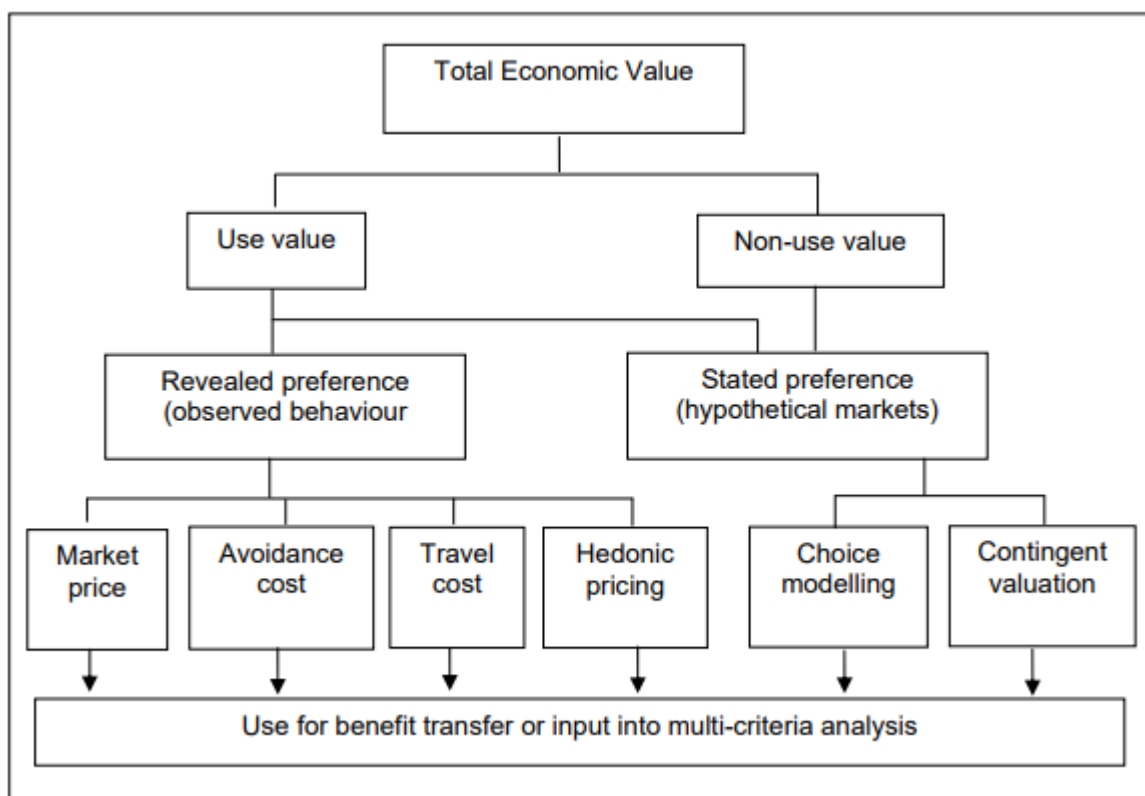 Total Economic Value
Use value
Non-use value
Revealed preference
(observed behaviour
Stated preference
(hypothetical markets)
Market
price
Avoidance
cost
Travel
cost
Hedonic
pricing
Choice
modelling
Contingent
valuation
Use for benefit transfer or input into multi-criteria analysis